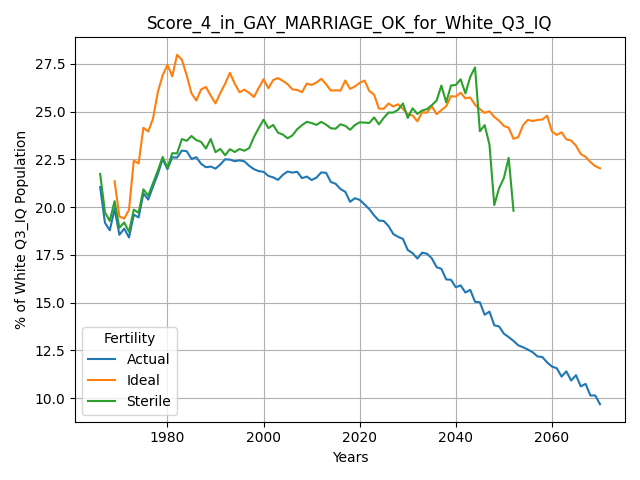 Score_4_in_GAY_MARRIAGE_OK_for_White_Q3_IQ
% of White Q3_IQ Population
27.5
25.0
22.5
20.0
17.5
15.0
12.5
10.0
Fertility
Actual
Ideal
Sterile
1980
2000
2020
2040
2060
Years